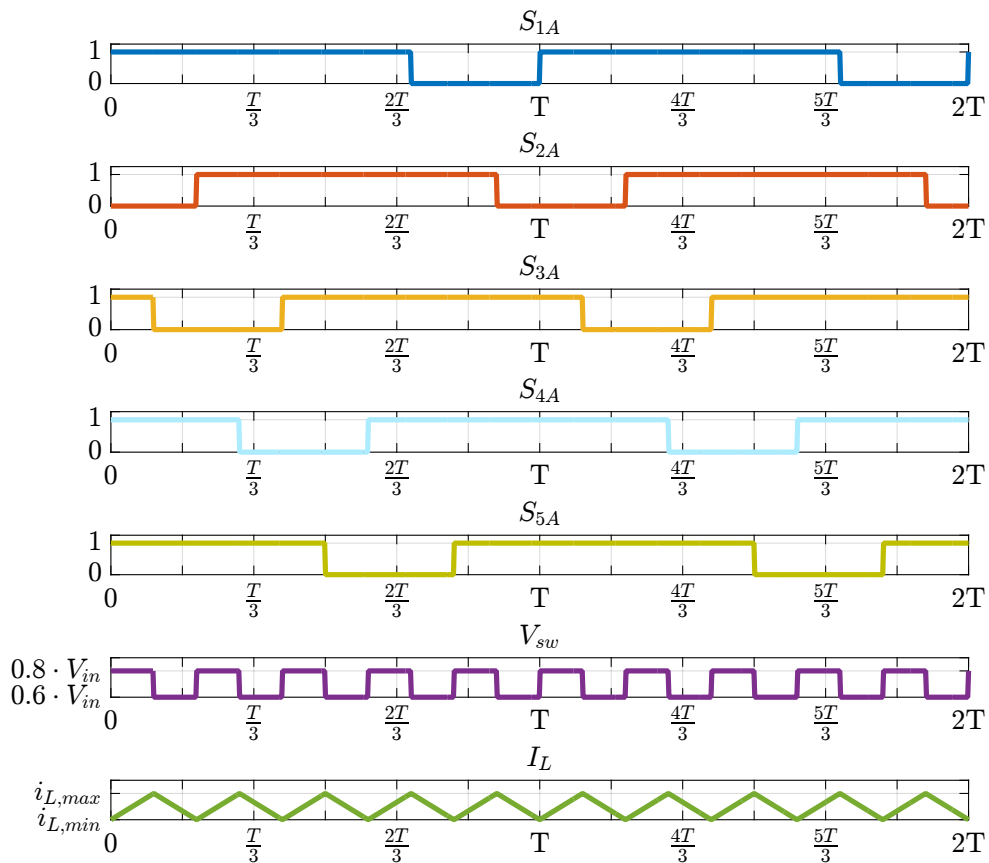 S_{1A}
1
0
0 T/3 2T/3 T 4T/3 5T/3 2T
S_{2A}
1
0
0 T/3 2T/3 T 4T/3 5T/3 2T
S_{3A}
1
0
0 T/3 2T/3 T 4T/3 5T/3 2T
S_{4A}
1
0
0 T/3 2T/3 T 4T/3 5T/3 2T
S_{5A}
1
0
0 T/3 2T/3 T 4T/3 5T/3 2T
V_{sw}
0.8 · V_{in}
0.6 · V_{in}
0 T/3 2T/3 T 4T/3 5T/3 2T
I_L
i_{L,max}
i_{L,min}
0 T/3 2T/3 T 4T/3 5T/3 2T